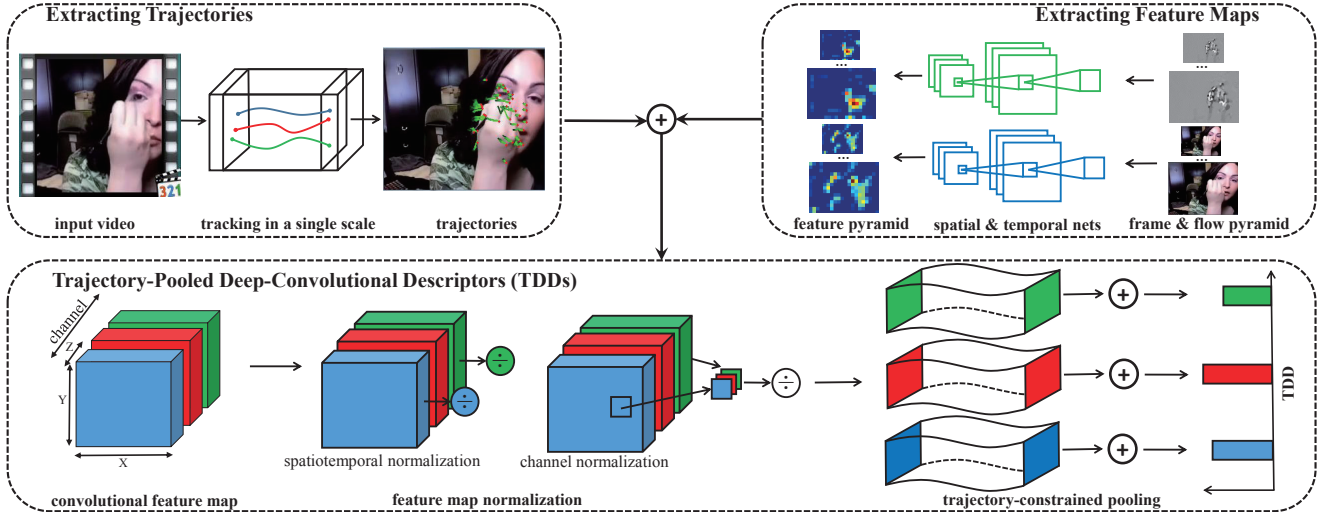 Extracting Trajectories
321
input video
tracking in a single scale
trajectories
Extracting Feature Maps
...
...
...
...
feature pyramid
spatial & temporal nets
frame & flow pyramid
Trajectory-Pooled Deep-Convolutional Descriptors (TDDs)
channel
Z
Y
X
convolutional feature map
spatiotemporal normalization
channel normalization
feature map normalization
trajectory-constrained pooling
TDD